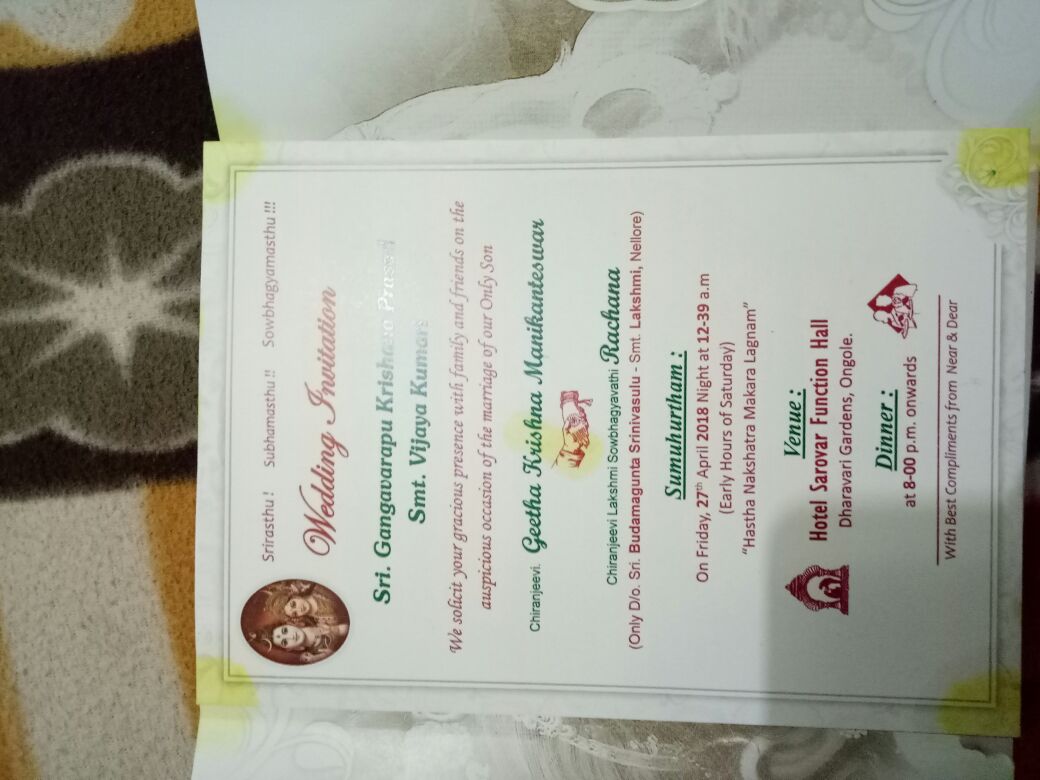 Srirasthu ! Subhamasthu !! Sowbhagyamasthu !!!
Wedding Invitation
Sri. Gangavarapu Krishana Prasad
Smt. Vijaya Kumari
We solicit your gracious presence with family and friends on the
auspicious occasion of the marriage of our Only Son
Chiranjeevi. Geetha Krishna Manikanteswar
Chiranjeevi Lakshmi Sowbhagyavathi Rachana
(Only D/o. Sri. Budamagunta Srinivasulu - Smt. Lakshmi, Nellore)
Sumuhurtham :
On Friday, 27th April 2018 Night at 12-39 a.m
(Early Hours of Saturday)
"Hastha Nakshatra Makara Lagnam"
Venue :
Hotel Sarovar Function Hall
Dharavari Gardens, Ongole.
Dinner :
at 8-00 p.m. onwards
With Best Compliments from Near & Dear